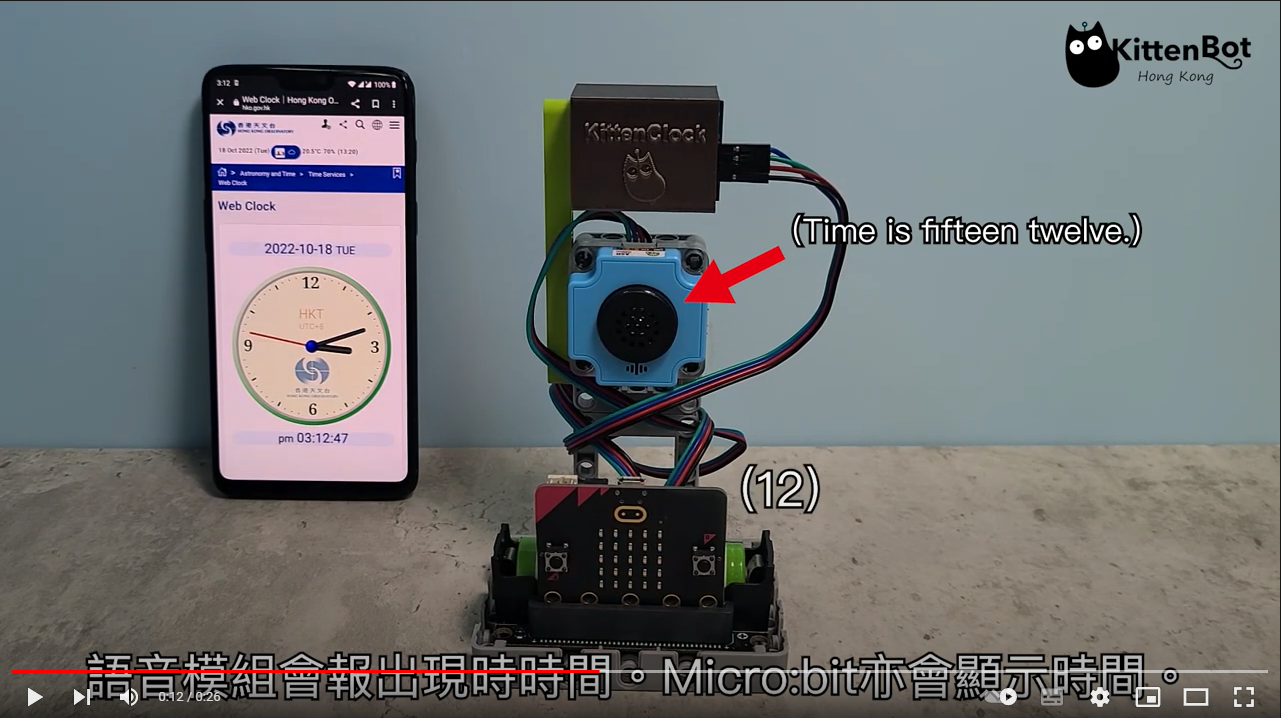 KittenBot
Hong Kong
3:12
100%
Web Clock | Hong Kong O...
hko.gov.hk
香港天文台
HONG KONG OBSERVATORY
18 Oct 2022 (Tue)
20.5°C 70% (13:20)
> Astronomy and Time > Time Services >
Web Clock
Web Clock
2022-10-18 TUE
12
HKT
UTC+8
9
3
香港天文台
HONG KONG OBSERVATORY
6
pm 03:12:47
KittenClock
(Time is fifteen twelve.)
(12)
語音模組會報出現時時間。Micro:bit亦會顯示時間。
0:12 / 0:26